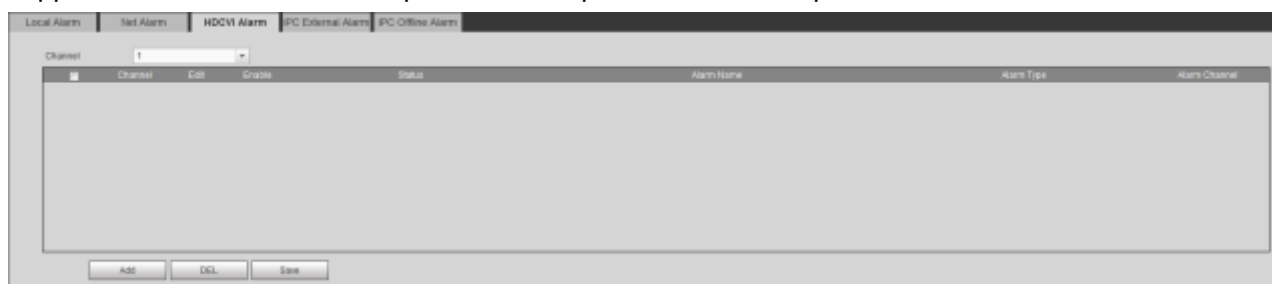 Local Alarm Net Alarm HDCVI Alarm IPC External Alarm IPC Offline Alarm
Channel 1
Channel Edit Enable Status Alarm Name Alarm Type Alarm Channel
Add DEL Save